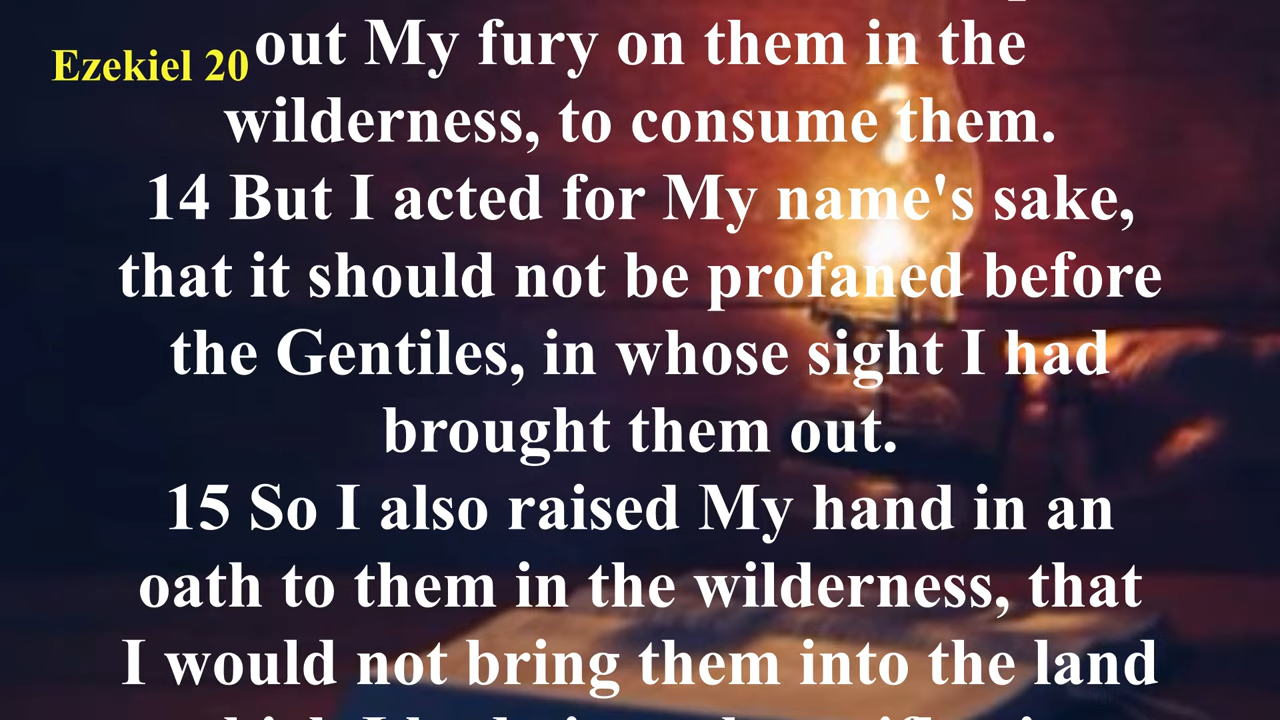 Ezekiel 20
out My fury on them in the
wilderness, to consume them.
14 But I acted for My name's sake,
that it should not be profaned before
the Gentiles, in whose sight I had
brought them out.
15 So I also raised My hand in an
oath to them in the wilderness, that
I would not bring them into the land